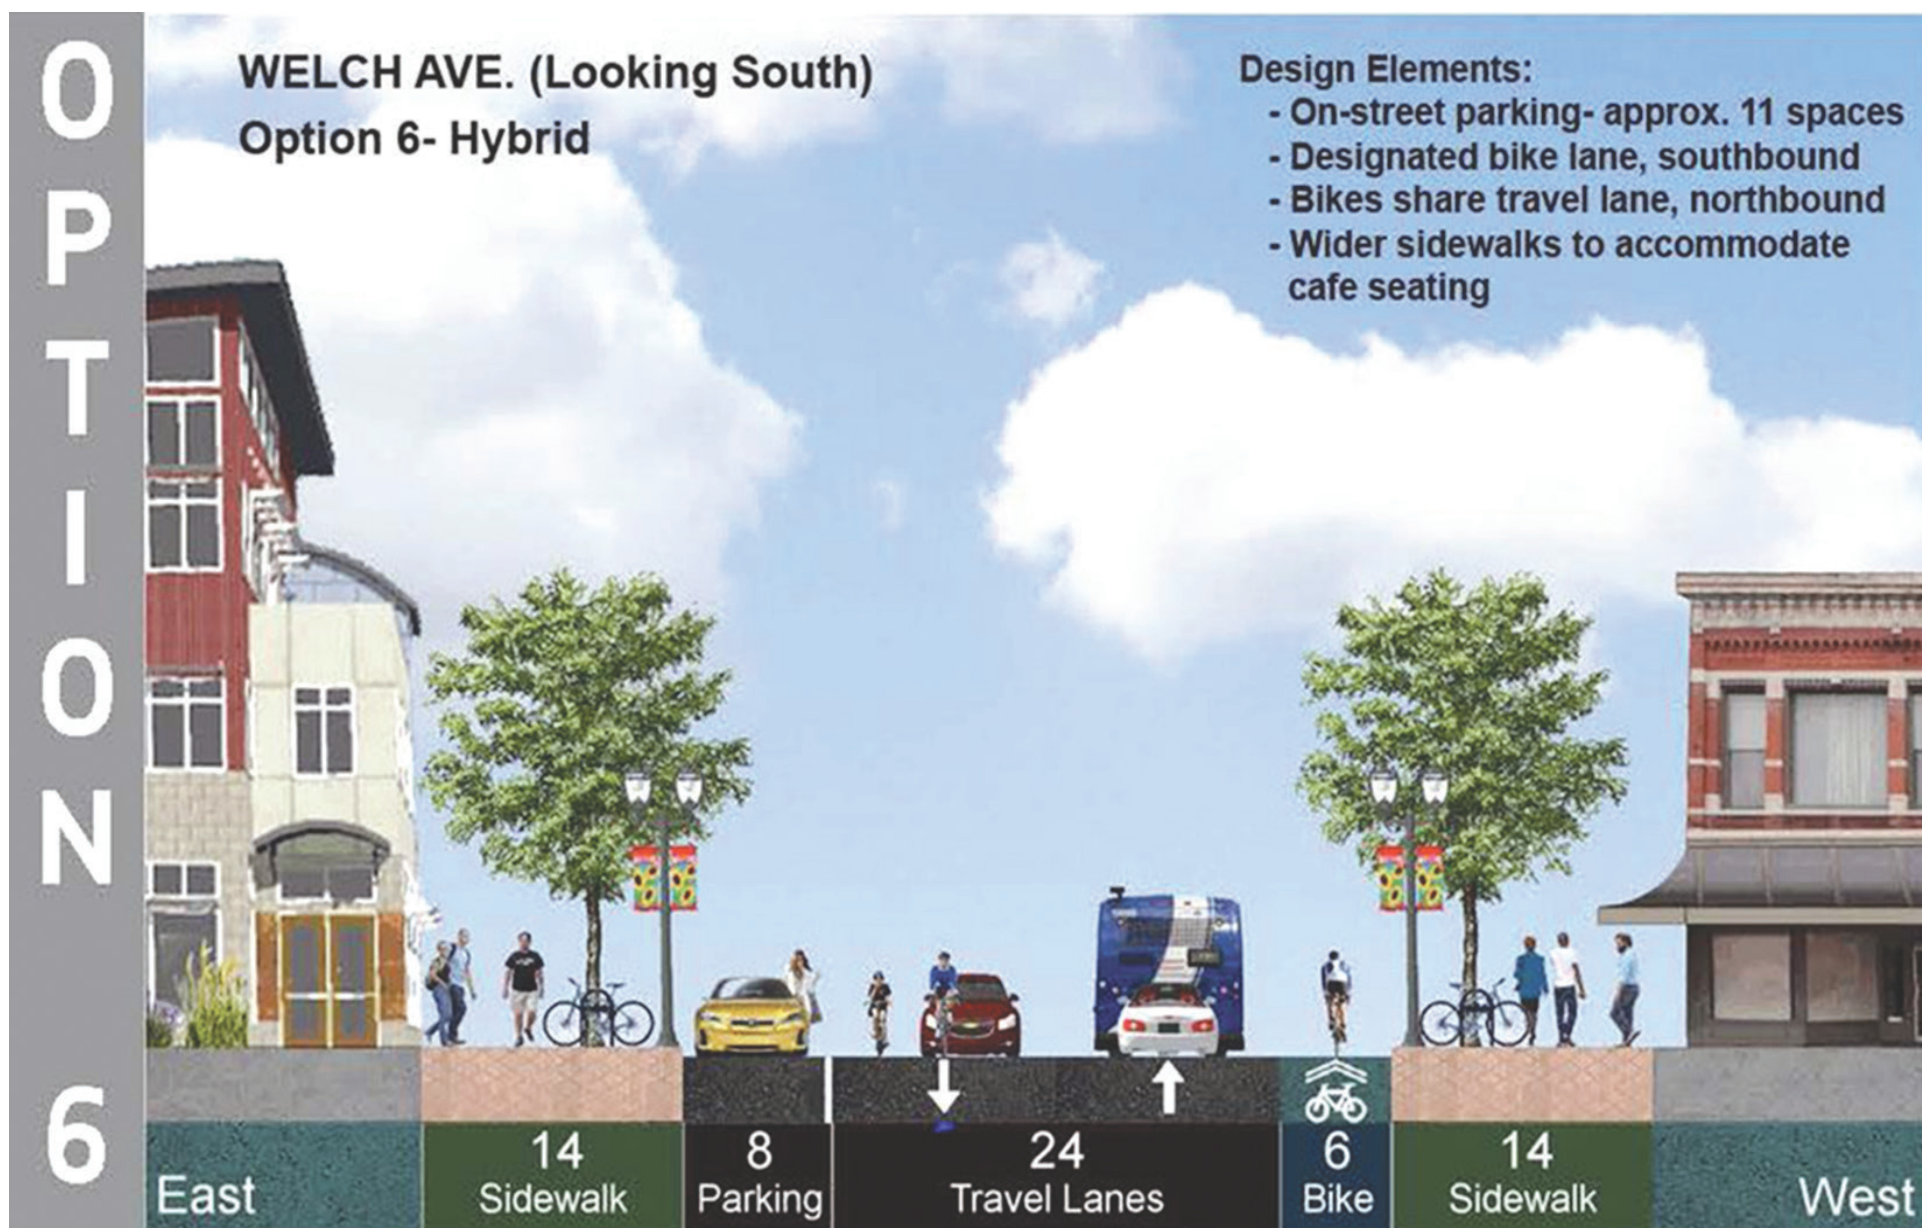 OPTION 6
WELCH AVE. (Looking South)
Option 6- Hybrid
Design Elements:
- On-street parking- approx. 11 spaces
- Designated bike lane, southbound
- Bikes share travel lane, northbound
- Wider sidewalks to accommodate
cafe seating
East
14
Sidewalk
8
Parking
24
Travel Lanes
6
Bike
14
Sidewalk
West